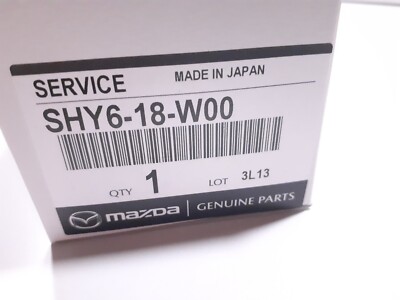 SERVICE MADE IN JAPAN
SHY6-18-W00
QTY 1 LOT 3L13
mazda | GENUINE PARTS